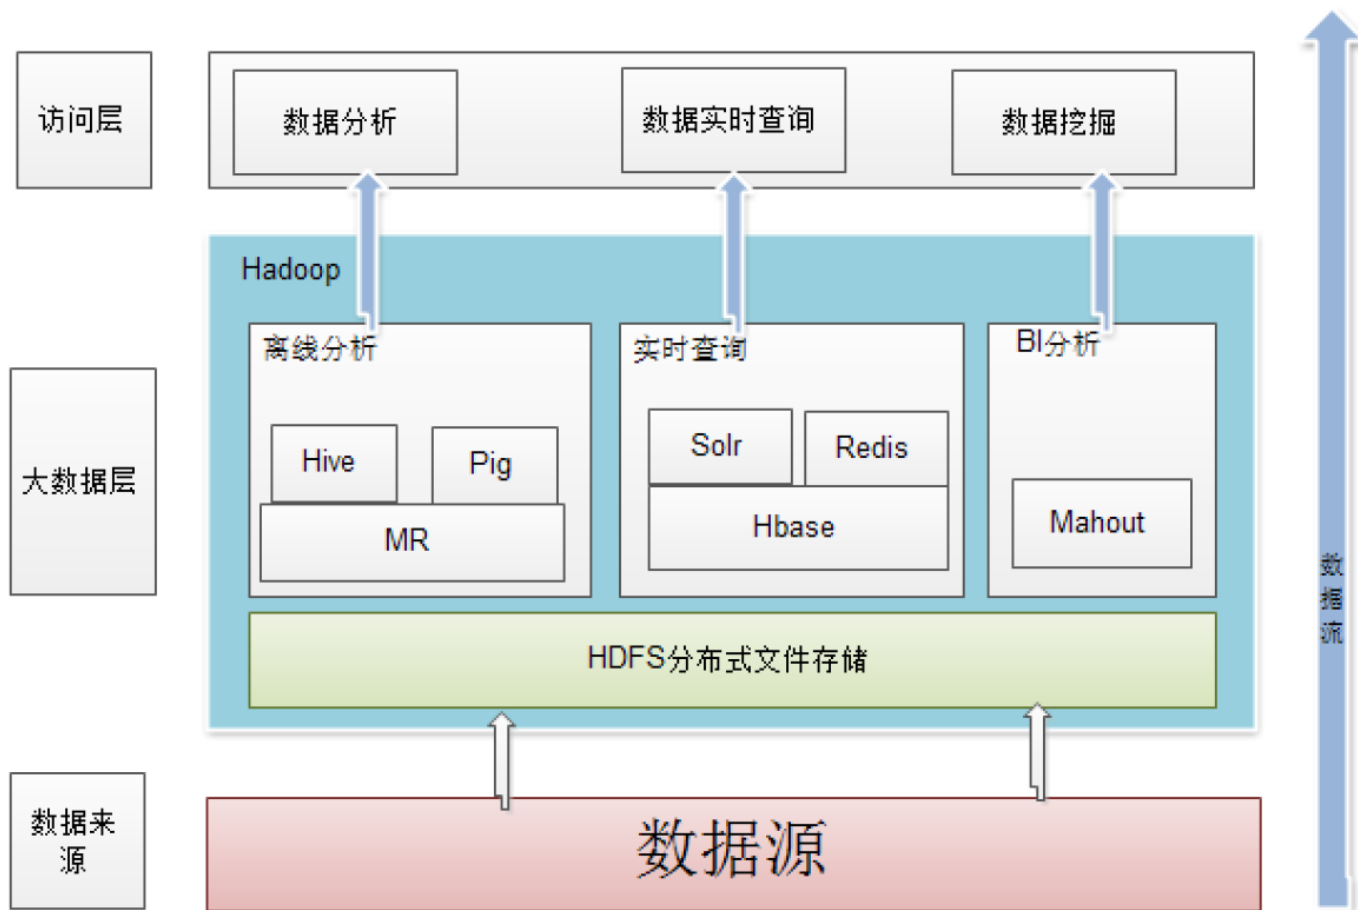 访问层
数据分析
数据实时查询
数据挖掘
Hadoop
离线分析
实时查询
BI分析
Hive
Pig
MR
Solr
Redis
Hbase
Mahout
大数据层
HDFS分布式文件存储
数据来
源
数据源
数
据
流